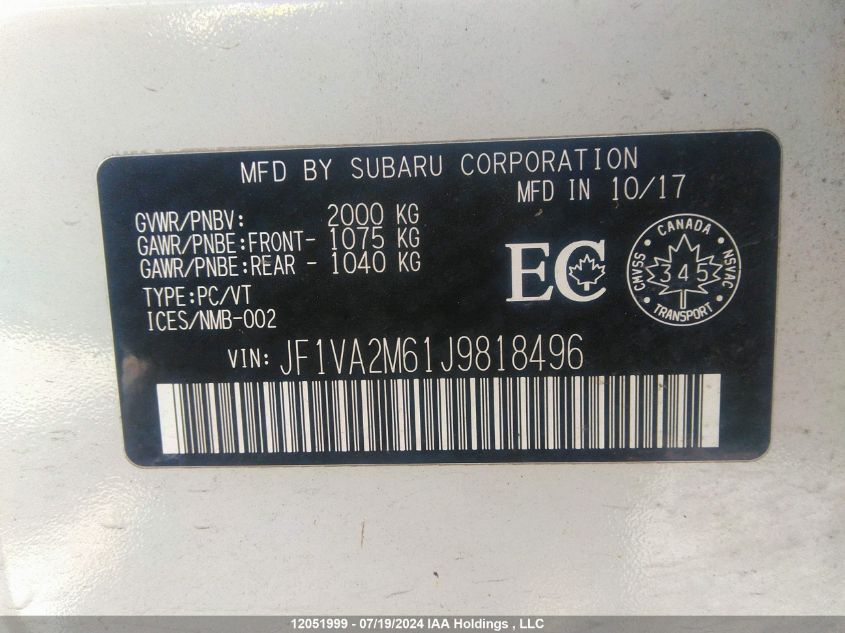 MFD BY SUBARU CORPORATION
MFD IN 10/17
GVWR/PNBV: 2000 KG
GAWR/PNBE:FRONT- 1075 KG
GAWR/PNBE:REAR - 1040 KG
TYPE:PC/VT
ICES/NMB-002
EC
CANADA
CMVSS 345 NSVAC
TRANSPORT
VIN: JF1VA2M61J9818496
12051999 - 07/19/2024 IAA Holdings , LLC